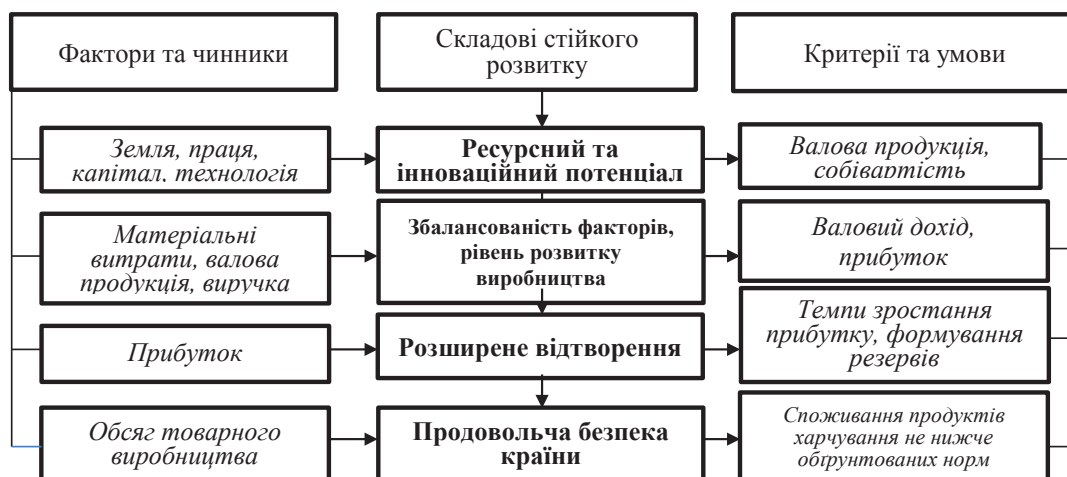 Фактори та чинники
Складові стійкого
розвитку
Критерії та умови
Земля, праця,
капітал, технологія
Ресурсний та
інноваційний потенціал
Валова продукція,
собівартість
Матеріальні
витрати, валова
продукція, виручка
Збалансованість факторів,
рівень розвитку
виробництва
Валовий дохід,
прибуток
Прибуток
Розширене відтворення
Темпи зростання
прибутку, формування
резервів
Обсяг товарного
виробництва
Продовольча безпека
країни
Споживання продуктів
харчування не нижче
обґрунтованих норм